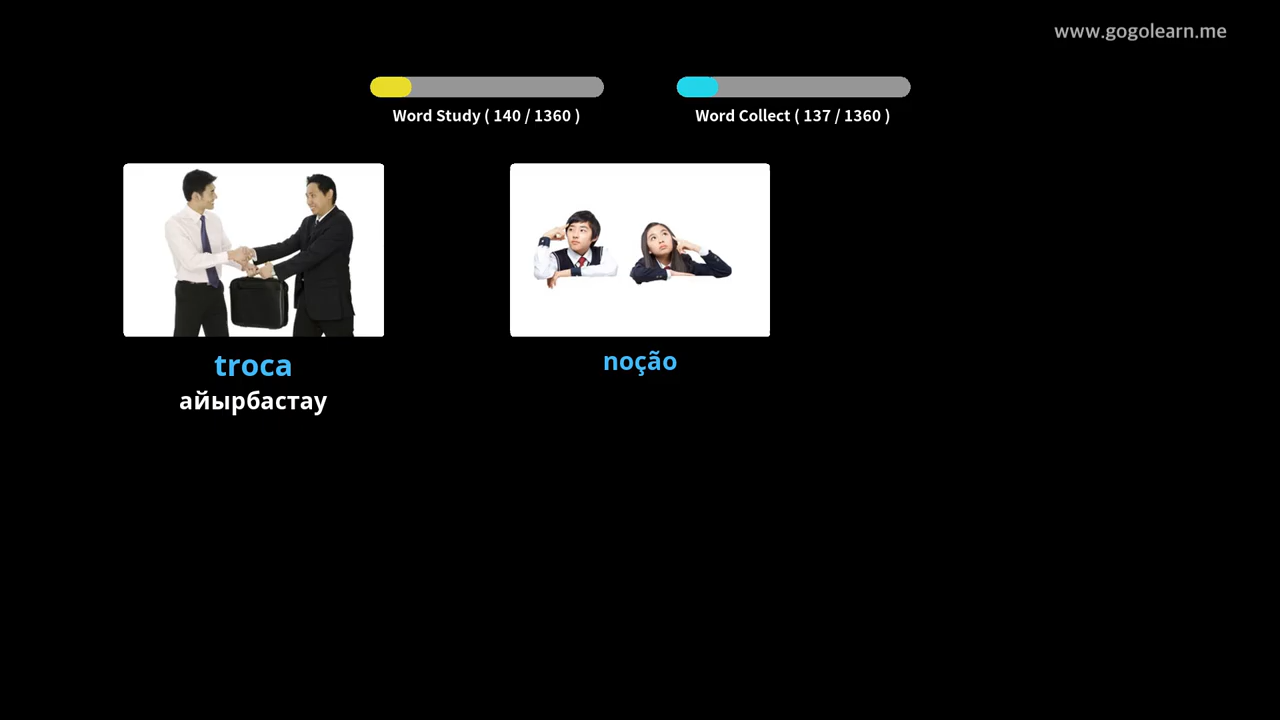 www.gogolearn.me
Word Study ( 140 / 1360 )
Word Collect ( 137 / 1360 )
troca
айырбастау
noção